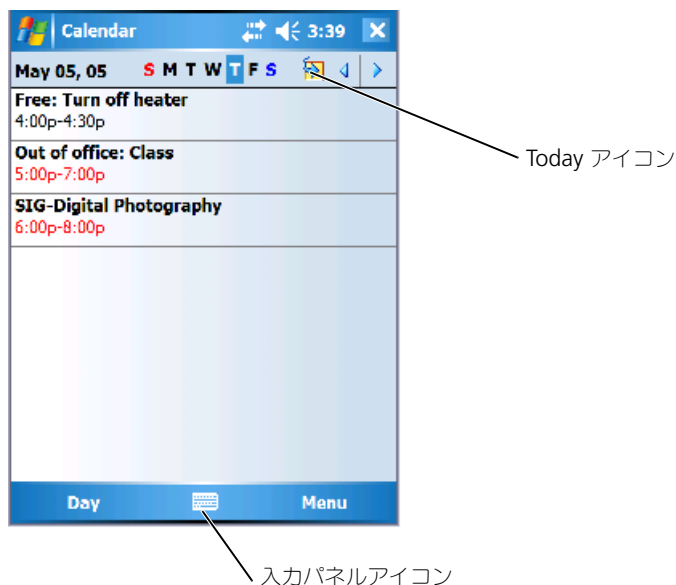 Calendar 3:39
May 05, 05 S M T W T F S
Free: Turn off heater
4:00p-4:30p
Today アイコン
Out of office: Class
5:00p-7:00p
SIG-Digital Photography
6:00p-8:00p
Day Menu
入力パネルアイコン